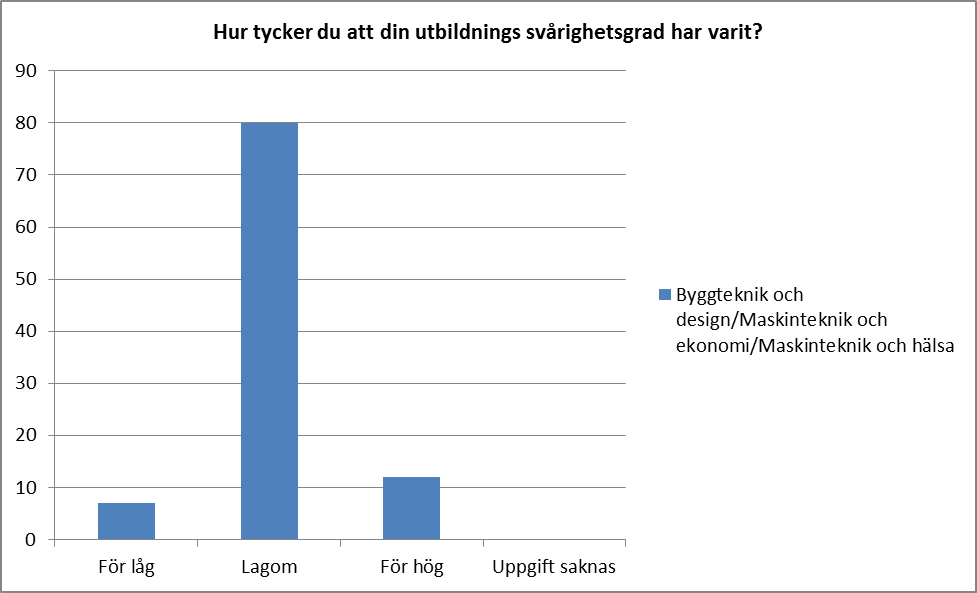 Hur tycker du att din utbildnings svårighetsgrad har varit?
90
80
70
60
50
40
30
20
10
0
För låg
Lagom
För hög
Uppgift saknas
Byggteknik och
design/Maskinteknik och
ekonomi/Maskinteknik och hälsa